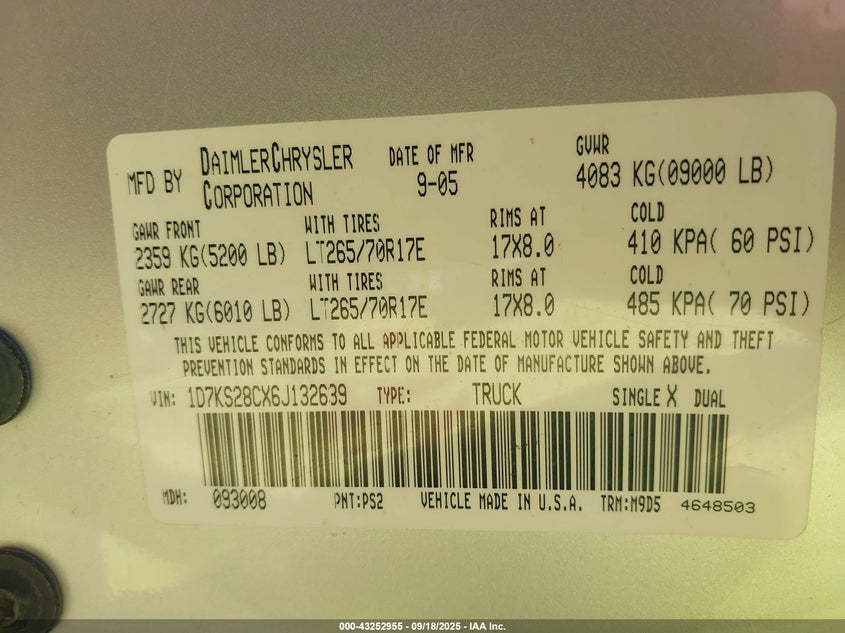 MFD BY DAIMLERCHRYSLER CORPORATION DATE OF MFR 9-05 GVWR 4083 KG(09000 LB)
GAWR FRONT WITH TIRES RIMS AT COLD
2359 KG(5200 LB) LT265/70R17E 17X8.0 410 KPA( 60 PSI)
GAWR REAR WITH TIRES RIMS AT COLD
2727 KG(6010 LB) LT265/70R17E 17X8.0 485 KPA( 70 PSI)
THIS VEHICLE CONFORMS TO ALL APPLICABLE FEDERAL MOTOR VEHICLE SAFETY AND THEFT
PREVENTION STANDARDS IN EFFECT ON THE DATE OF MANUFACTURE SHOWN ABOVE.
VIN: 1D7KS28CX6J132639 TYPE: TRUCK SINGLE X DUAL
MDH: 093008 PNT:PS2 VEHICLE MADE IN U.S.A. TRM:M9D5 4648503
000-43252955 - 09/18/2025 - IAA Inc.